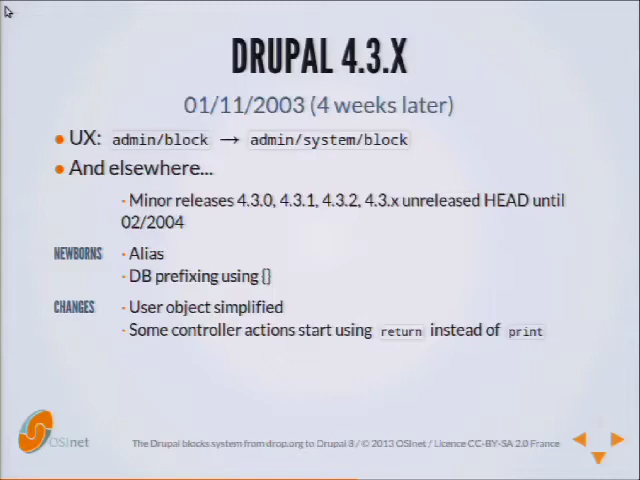 DRUPAL 4.3.X
01/11/2003 (4 weeks later)
UX: admin/block → admin/system/block
And elsewhere...
Minor releases 4.3.0, 4.3.1, 4.3.2, 4.3.x unreleased HEAD until
02/2004
NEWBORNS Alias
DB prefixing using {}
CHANGES User object simplified
Some controller actions start using return instead of print
OSInet The Drupal blocks system from drop.org to Drupal 8 / © 2013 OSInet / Licence CC-BY-SA 2.0 France